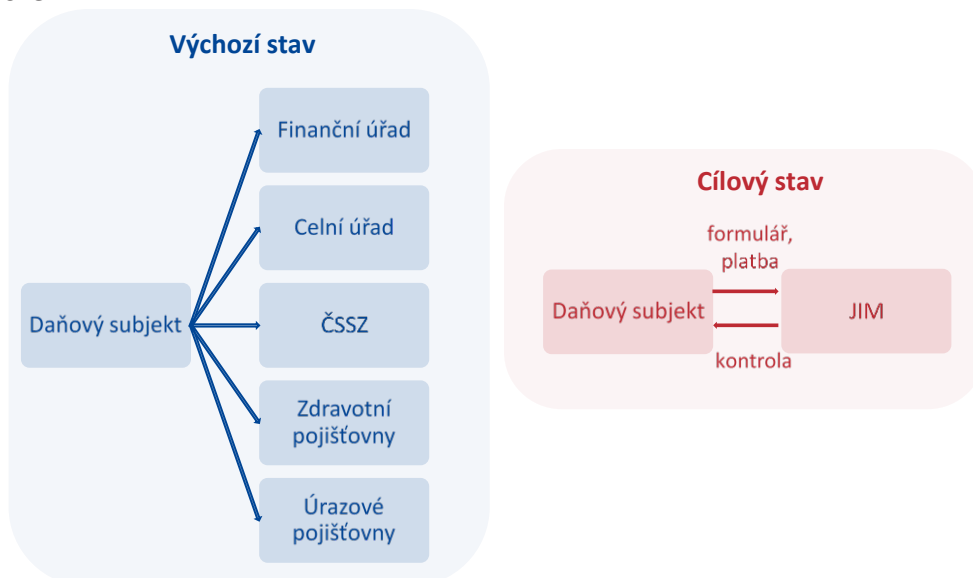 Výchozí stav
Finanční úřad
Celní úřad
Daňový subjekt
ČSSZ
Zdravotní
pojišťovny
Úrazové
pojišťovny
Cílový stav
formulář,
platba
Daňový subjekt
JIM
kontrola